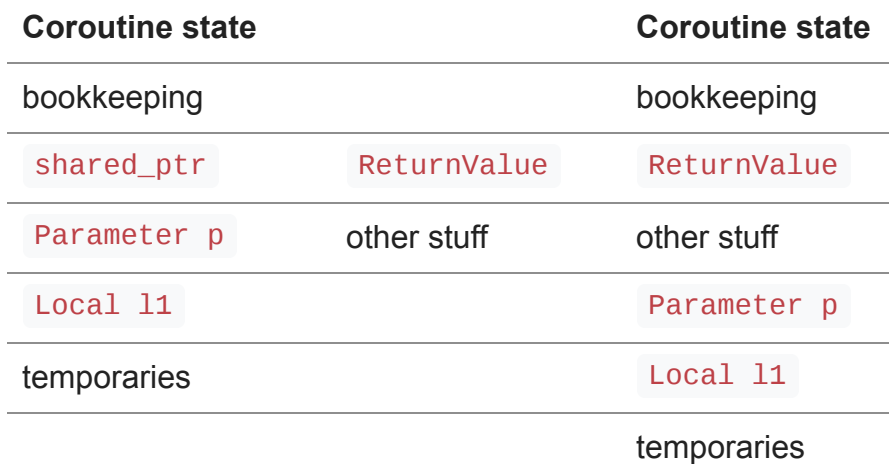 Coroutine state Coroutine state
bookkeeping bookkeeping
shared_ptr ReturnValue ReturnValue
Parameter p other stuff other stuff
Local l1 Parameter p
temporaries Local l1
temporaries